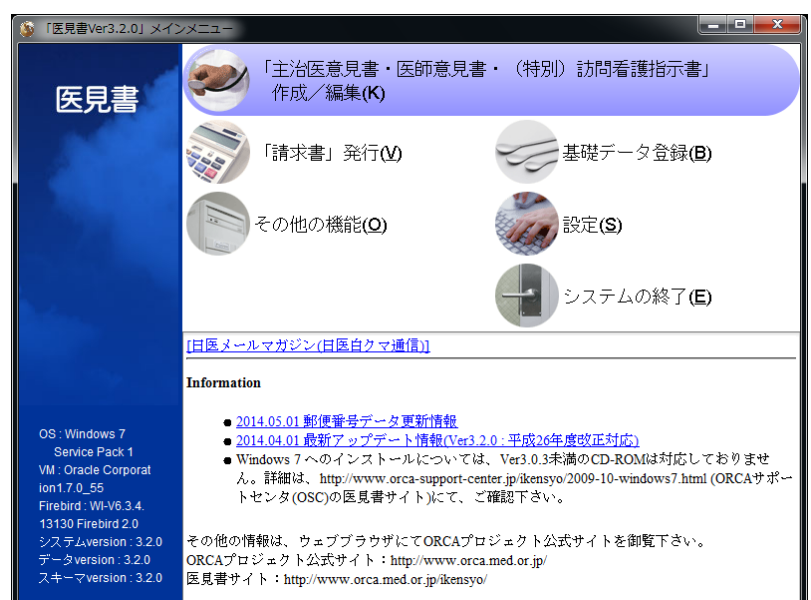 「医見書Ver3.2.0」メインメニュー
医見書
「主治医意見書・医師意見書・（特別）訪問看護指示書」
作成／編集(K)
「請求書」発行(V)
基礎データ登録(B)
その他の機能(O)
設定(S)
システムの終了(E)
[日医メールマガジン(日医白クマ通信)]
Information
2014.05.01 郵便番号データ更新情報
2014.04.01 最新アップデート情報(Ver3.2.0 : 平成26年度改正対応)
Windows 7 へのインストールについては、Ver3.0.3未満のCD-ROMは対応しておりませ
ん。詳細は、http://www.orca-support-center.jp/ikensyo/2009-10-windows7.html (ORCAサポー
トセンタ(OSC)の医見書サイト)にて、ご確認下さい。
その他の情報は、ウェブブラウザにてORCAプロジェクト公式サイトを御覧下さい。
ORCAプロジェクト公式サイト：http://www.orca.med.or.jp/
医見書サイト：http://www.orca.med.or.jp/ikensyo/
OS : Windows 7
Service Pack 1
VM : Oracle Corporat
ion1.7.0_55
Firebird : WI-V6.3.4.
13130 Firebird 2.0
システムversion : 3.2.0
データversion : 3.2.0
スキーマversion : 3.2.0